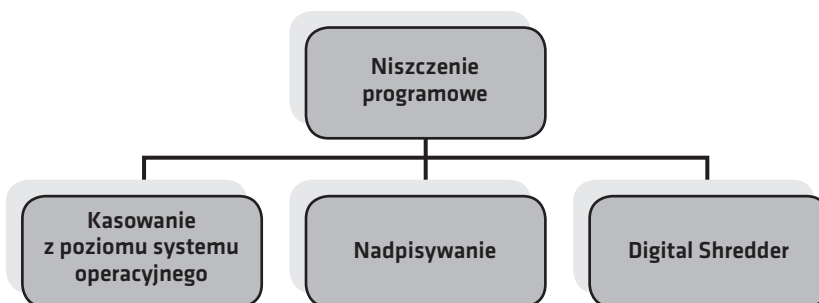 Niszczenie
programowe
Kasowanie
z poziomu systemu
operacyjnego
Nadpisywanie
Digital Shredder